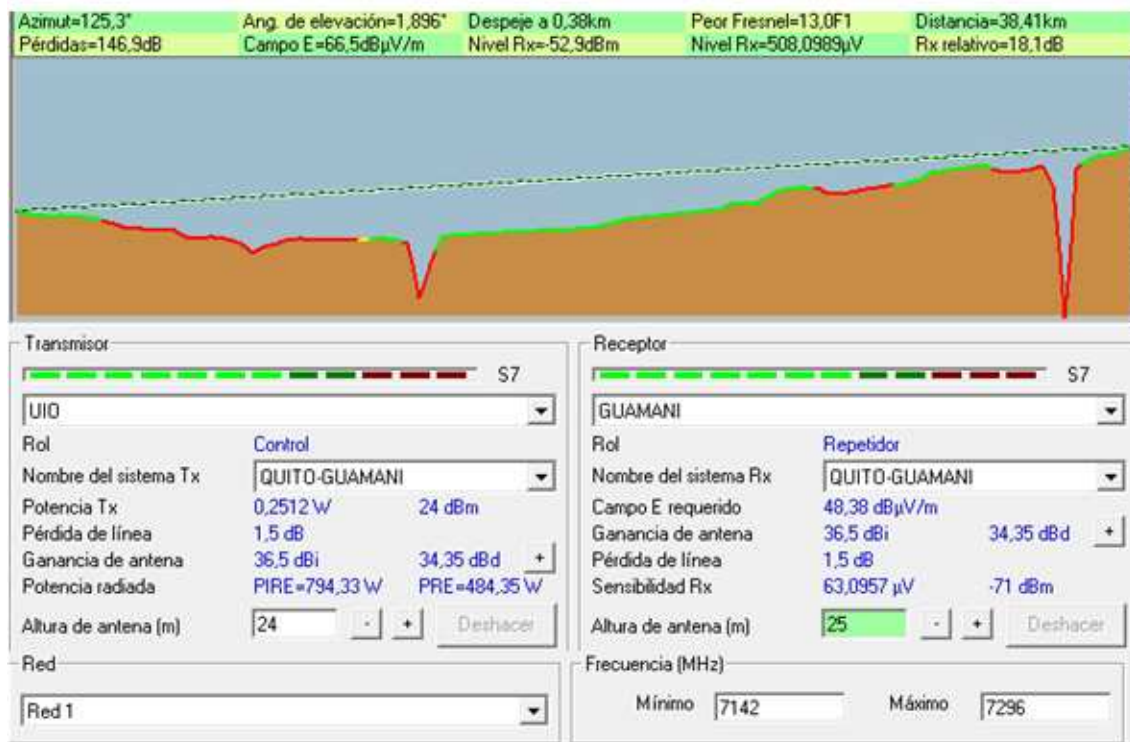 Azimut=125,3° Ang. de elevación=1,896° Despeje a 0,38km Peor Fresnel=13,0F1 Distancia=38,41km
Pérdidas=146,9dB Campo E=66,5dBµV/m Nivel Rx=-52,9dBm Nivel Rx=508,0989µV Rx relativo=18,1dB
Transmisor
S7
UIO
Rol Control
Nombre del sistema Tx QUITO-GUAMANI
Potencia Tx 0,2512 W 24 dBm
Pérdida de línea 1,5 dB
Ganancia de antena 36,5 dBi 34,35 dBd +
Potencia radiada PIRE=794,33 W PRE=484,35 W
Altura de antena (m) 24 - + Deshacer
Receptor
S7
GUAMANI
Rol Repetidor
Nombre del sistema Rx QUITO-GUAMANI
Campo E requerido 48,38 dBµV/m
Ganancia de antena 36,5 dBi 34,35 dBd +
Pérdida de línea 1,5 dB
Sensibilidad Rx 63,0957 µV -71 dBm
Altura de antena (m) 25 - + Deshacer
Red
Red 1
Frecuencia (MHz)
Mínimo 7142 Máximo 7296